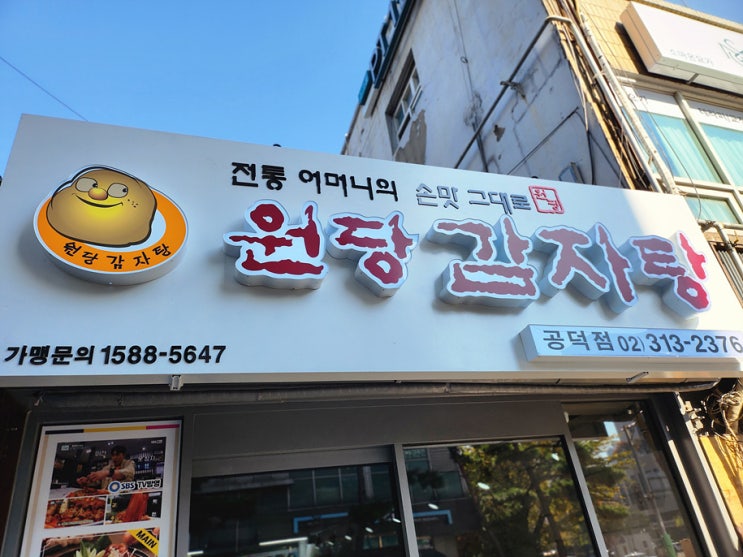 전통 어머니의 손맛 그대로
원당감자탕
원당감자탕
가맹문의 1588-5647
공덕점 02) 313-2376
SBS TV방영
MAIN